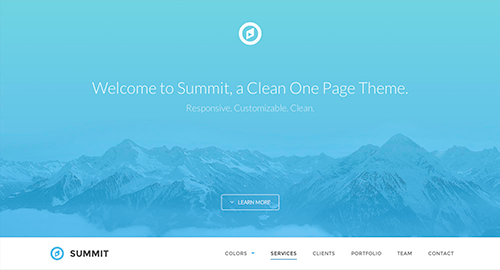 Welcome to Summit, a Clean One Page Theme.
Responsive. Customizable. Clean.
LEARN MORE
SUMMIT
COLORS
SERVICES
CLIENTS
PORTFOLIO
TEAM
CONTACT